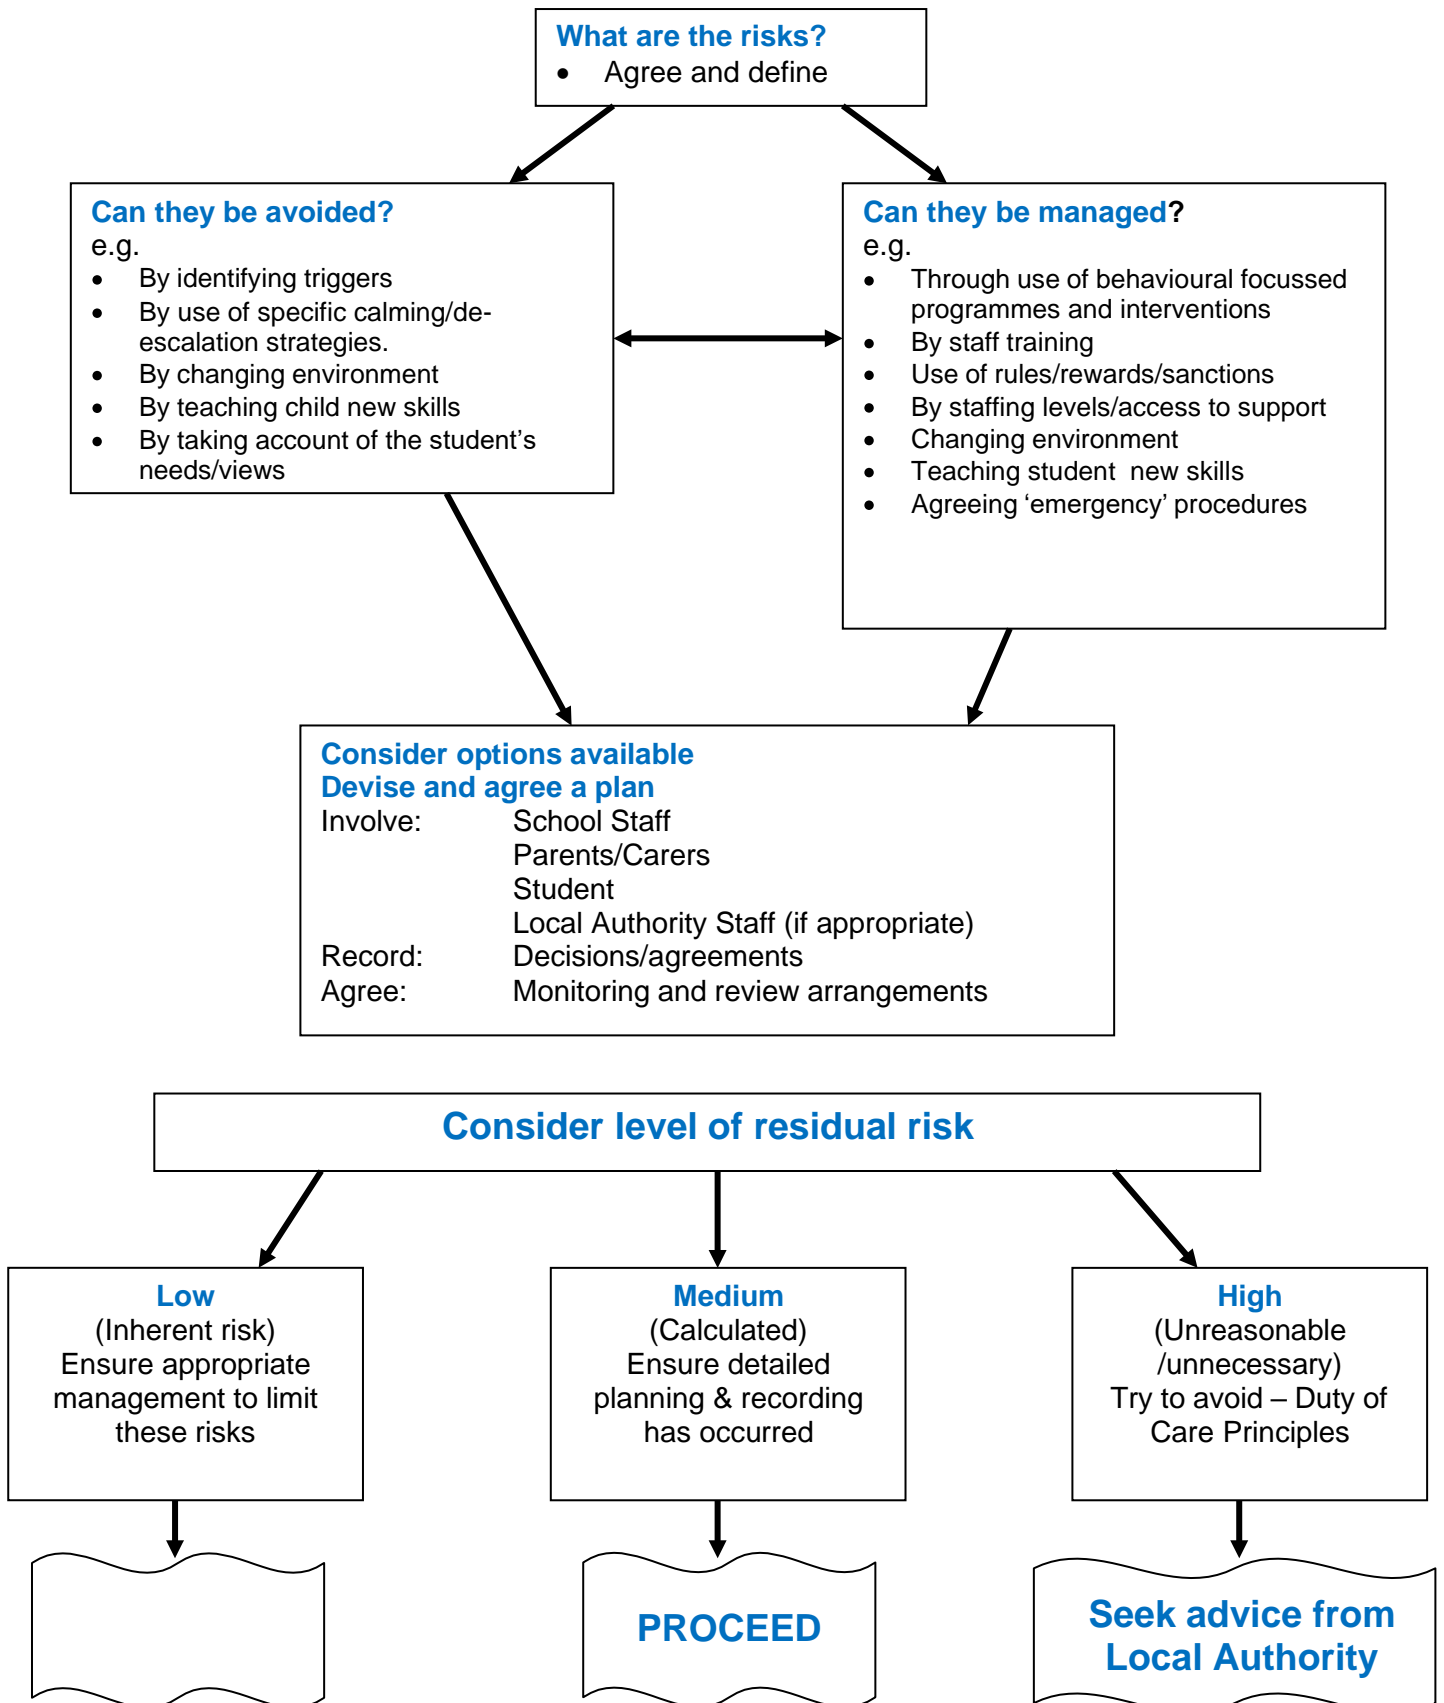 What are the risks?
• Agree and define
Can they be avoided?
e.g.
• By identifying triggers
• By use of specific calming/de-
escalation strategies.
• By changing environment
• By teaching child new skills
• By taking account of the student's
needs/views
Can they be managed?
e.g.
• Through use of behavioural focussed
programmes and interventions
• By staff training
• Use of rules/rewards/sanctions
• By staffing levels/access to support
• Changing environment
• Teaching student  new skills
• Agreeing ‘emergency’ procedures
Consider options available
Devise and agree a plan
Involve: School Staff
Parents/Carers
Student
Local Authority Staff (if appropriate)
Record: Decisions/agreements
Agree: Monitoring and review arrangements
Consider level of residual risk
Low
(Inherent risk)
Ensure appropriate
management to limit
these risks
Medium
(Calculated)
Ensure detailed
planning & recording
has occurred
High
(Unreasonable
/unnecessary)
Try to avoid – Duty of
Care Principles
PROCEED
Seek advice from
Local Authority